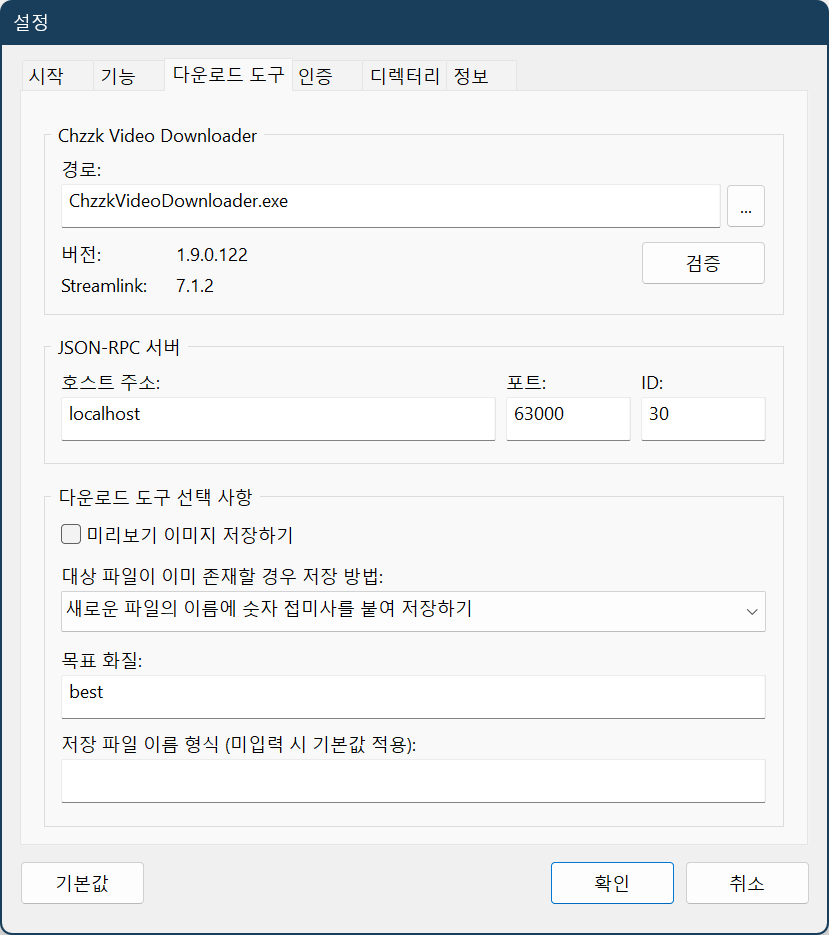 설정
시작 기능 다운로드 도구 인증 디렉터리 정보
Chzzk Video Downloader
경로:
ChzzkVideoDownloader.exe ...
버전: 1.9.0.122
검증
Streamlink: 7.1.2
JSON-RPC 서버
호스트 주소: 포트: ID:
localhost 63000 30
다운로드 도구 선택 사항
미리보기 이미지 저장하기
대상 파일이 이미 존재할 경우 저장 방법:
새로운 파일의 이름에 숫자 접미사를 붙여 저장하기
목표 화질:
best
저장 파일 이름 형식 (미입력 시 기본값 적용):
기본값 확인 취소